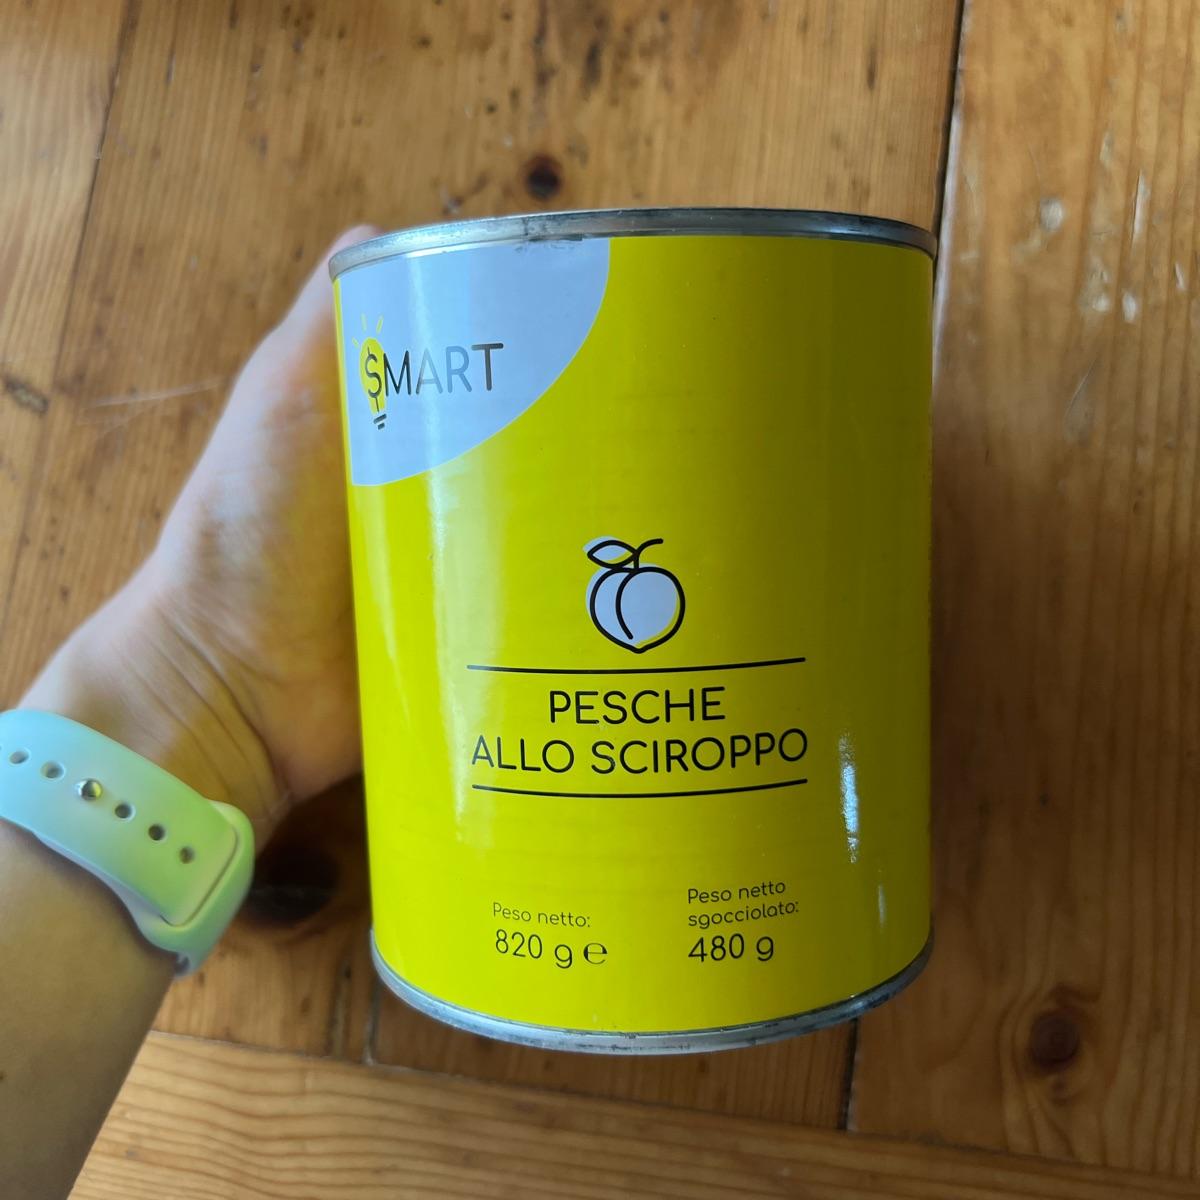 SMART
PESCHE
ALLO SCIROPPO
Peso netto:
820 g ℮
Peso netto
sgocciolato:
480 g